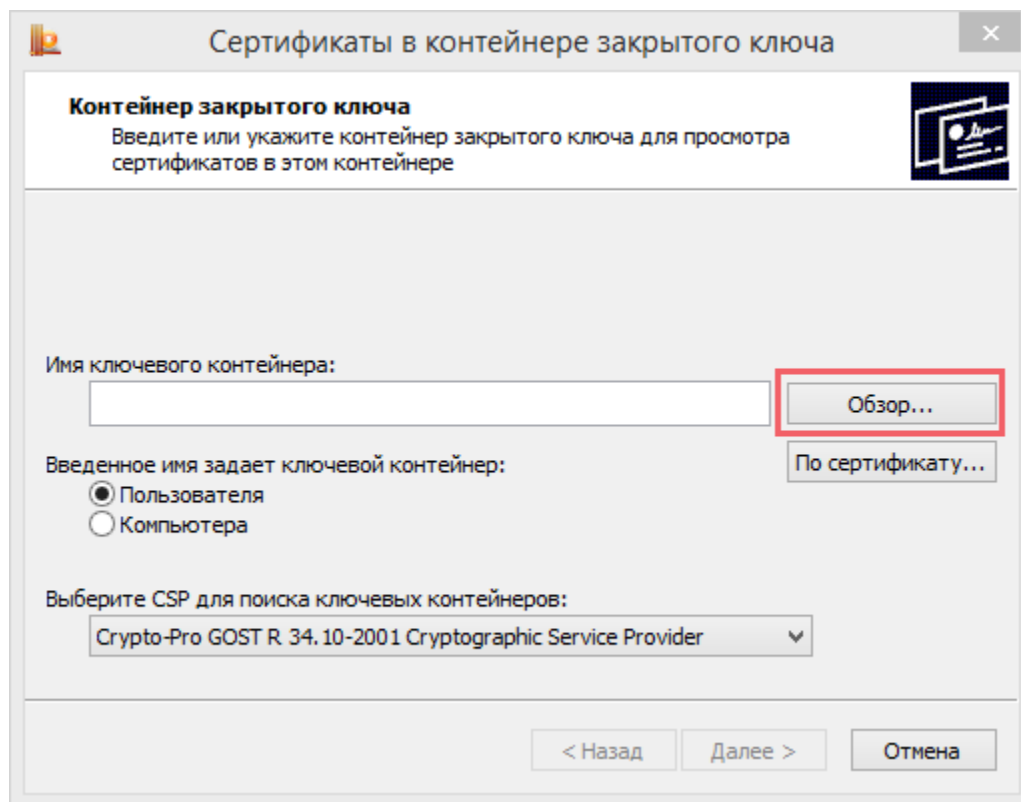 Сертификаты в контейнере закрытого ключа
Контейнер закрытого ключа
Введите или укажите контейнер закрытого ключа для просмотра
сертификатов в этом контейнере
Имя ключевого контейнера:
Обзор...
Введенное имя задает ключевой контейнер:
По сертификату...
Пользователя
Компьютера
Выберите CSP для поиска ключевых контейнеров:
Crypto-Pro GOST R 34.10-2001 Cryptographic Service Provider
< Назад
Далее >
Отмена